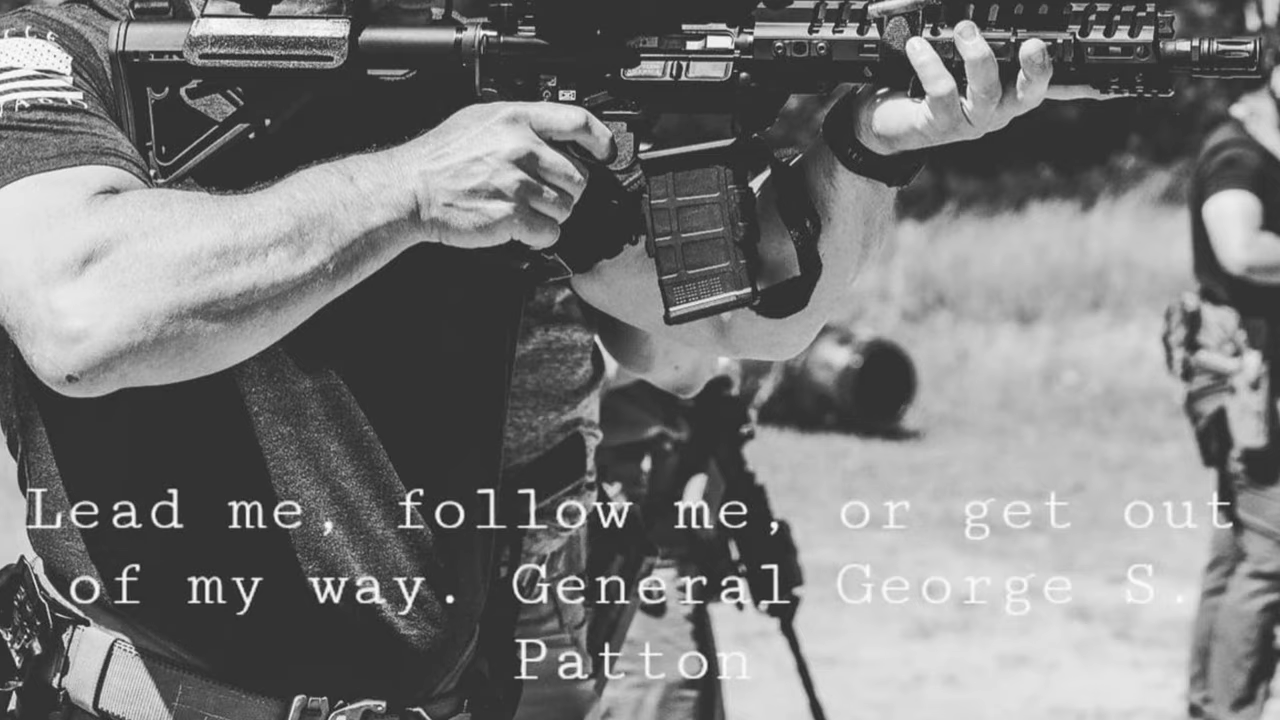 Lead me, follow me, or get out
of my way. General George S.
Patton